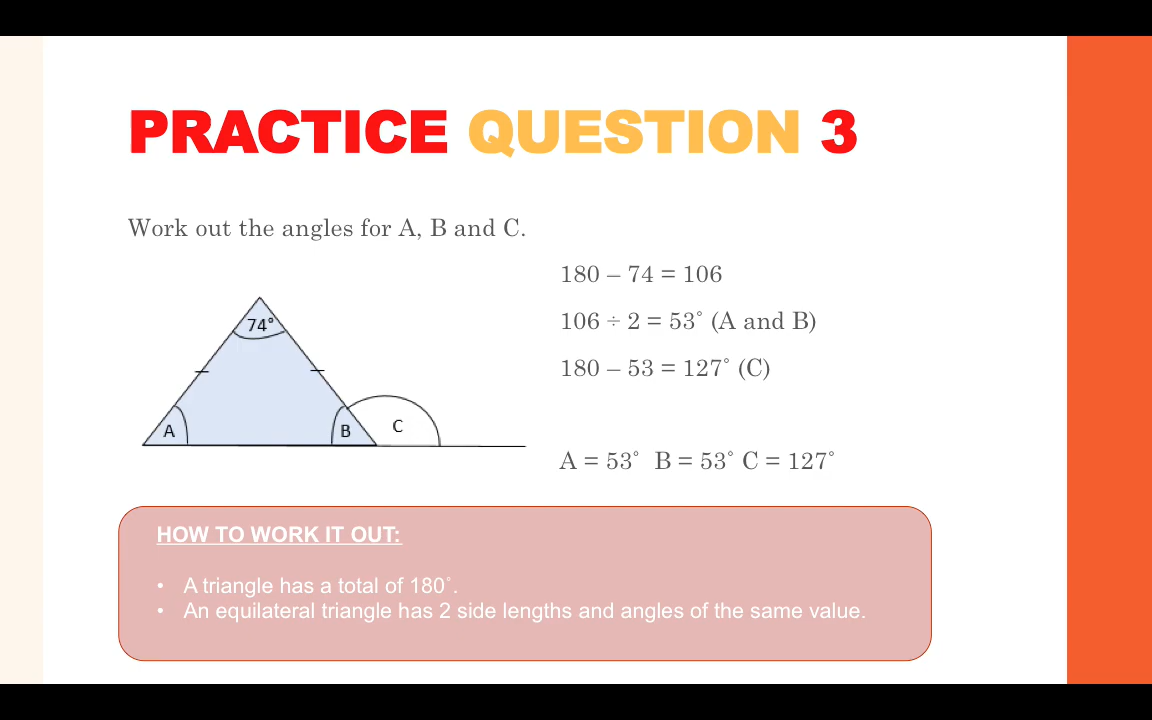 PRACTICE QUESTION 3
Work out the angles for A, B and C.
180 – 74 = 106
106 ÷ 2 = 53˚ (A and B)
180 – 53 = 127˚ (C)
74°
A
B
C
A = 53˚ B = 53˚ C = 127˚
HOW TO WORK IT OUT:
• A triangle has a total of 180˚.
• An equilateral triangle has 2 side lengths and angles of the same value.